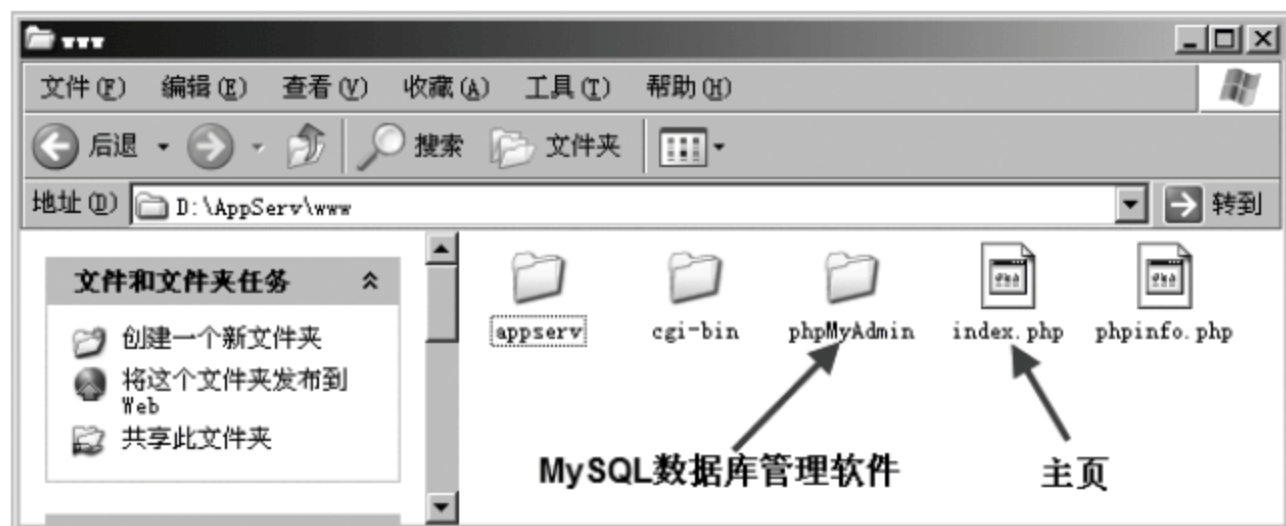 www
文件(F) 编辑(E) 查看(V) 收藏(A) 工具(T) 帮助(H)
后退 搜索 文件夹
地址(D) D:\AppServ\www 转到
文件和文件夹任务
创建一个新文件夹
将这个文件夹发布到
Web
共享此文件夹
appserv cgi-bin phpMyAdmin index.php phpinfo.php
MySQL数据库管理软件 主页